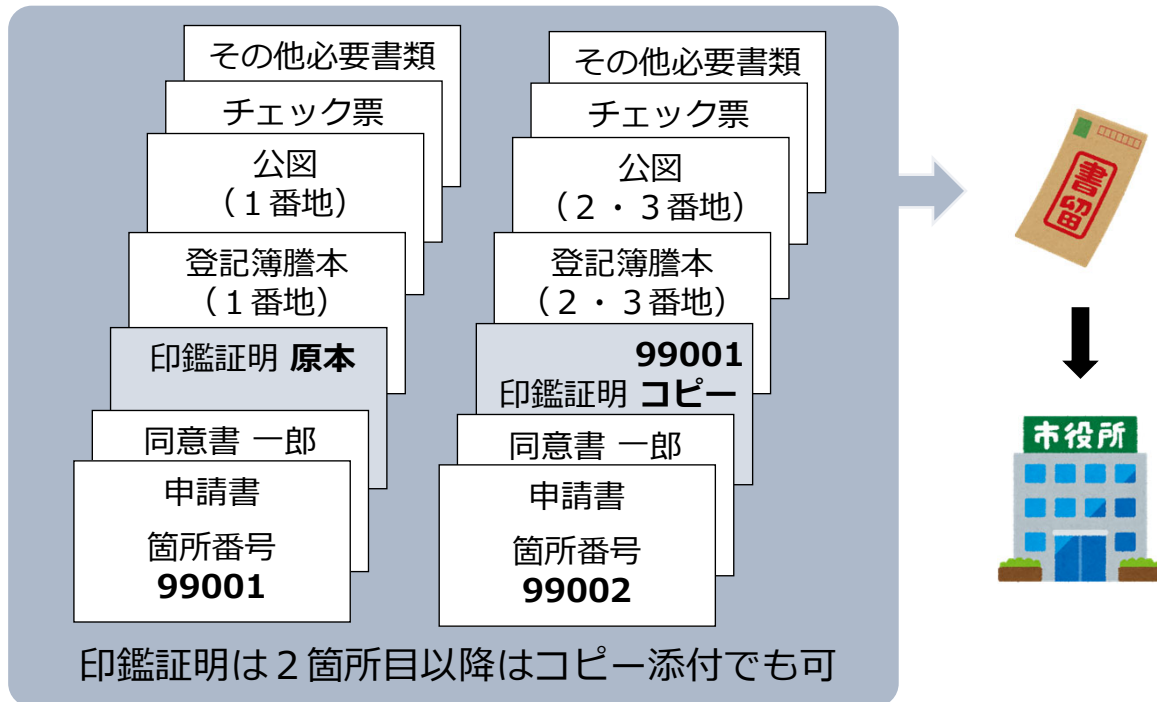 その他必要書類
チェック票
公図
（１番地）
登記簿謄本
（１番地）
印鑑証明 原本
同意書 一郎
申請書
箇所番号
99001
その他必要書類
チェック票
公図
（２・３番地）
登記簿謄本
（２・３番地）
99001
印鑑証明 コピー
同意書 一郎
申請書
箇所番号
99002
印鑑証明は２箇所目以降はコピー添付でも可
書留
市役所